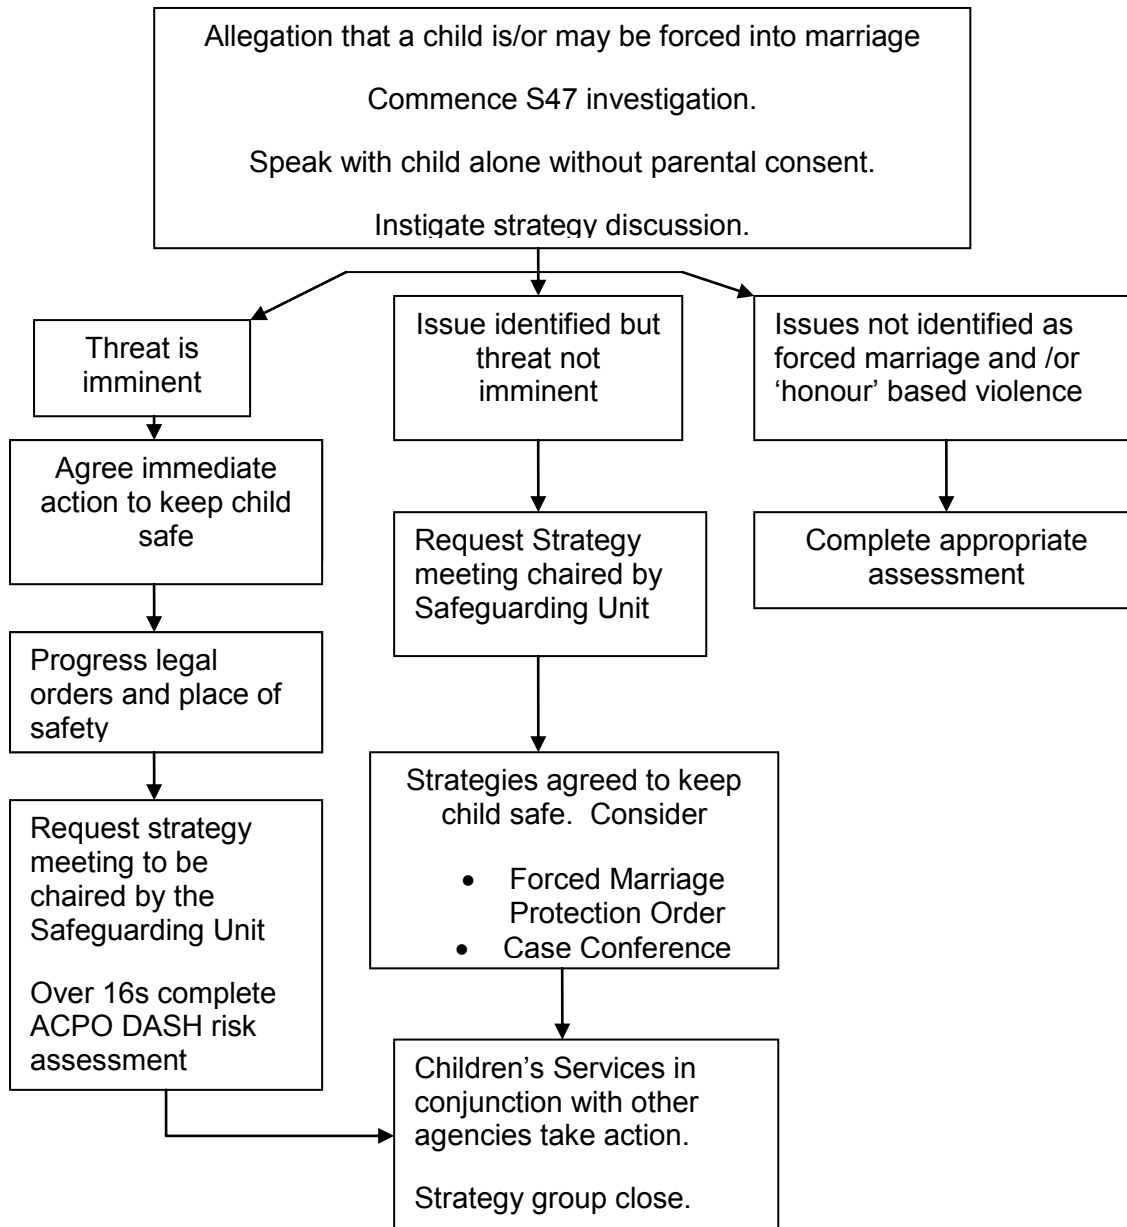 Allegation that a child is/or may be forced into marriage
Commence S47 investigation.
Speak with child alone without parental consent.
Instigate strategy discussion.
Threat is
imminent
Agree immediate
action to keep child
safe
Progress legal
orders and place of
safety
Request strategy
meeting to be
chaired by the
Safeguarding Unit
Over 16s complete
ACPO DASH risk
assessment
Issue identified but
threat not
imminent
Request Strategy
meeting chaired by
Safeguarding Unit
Strategies agreed to keep
child safe.  Consider
• Forced Marriage
Protection Order
• Case Conference
Children’s Services in
conjunction with other
agencies take action.
Strategy group close.
Issues not identified as
forced marriage and /or
‘honour’ based violence
Complete appropriate
assessment